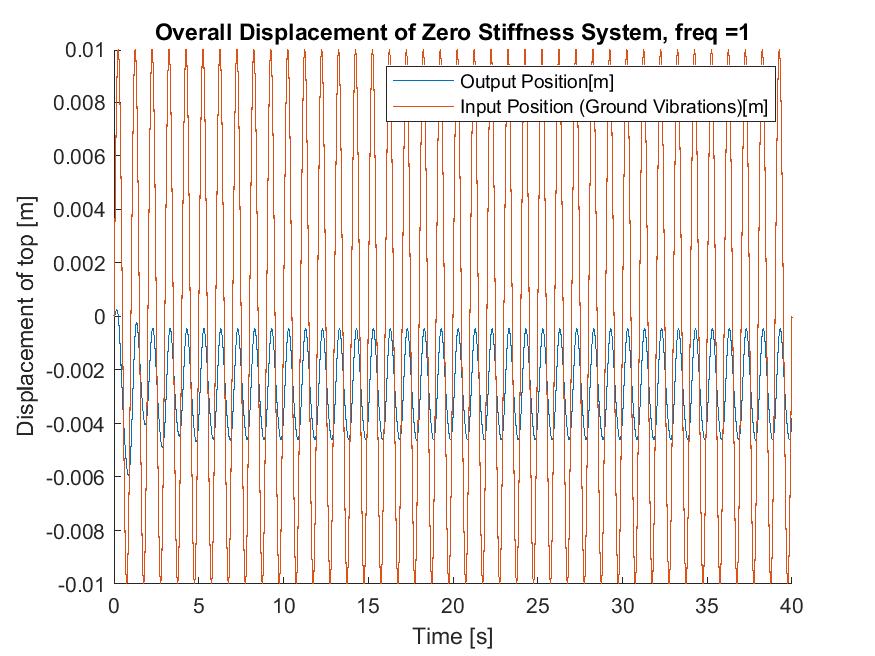 Overall Displacement of Zero Stiffness System, freq =1
Output Position[m]
Input Position (Ground Vibrations)[m]
Displacement of top [m]
0.01
0.008
0.006
0.004
0.002
0
-0.002
-0.004
-0.006
-0.008
-0.01
0 5 10 15 20 25 30 35 40
Time [s]